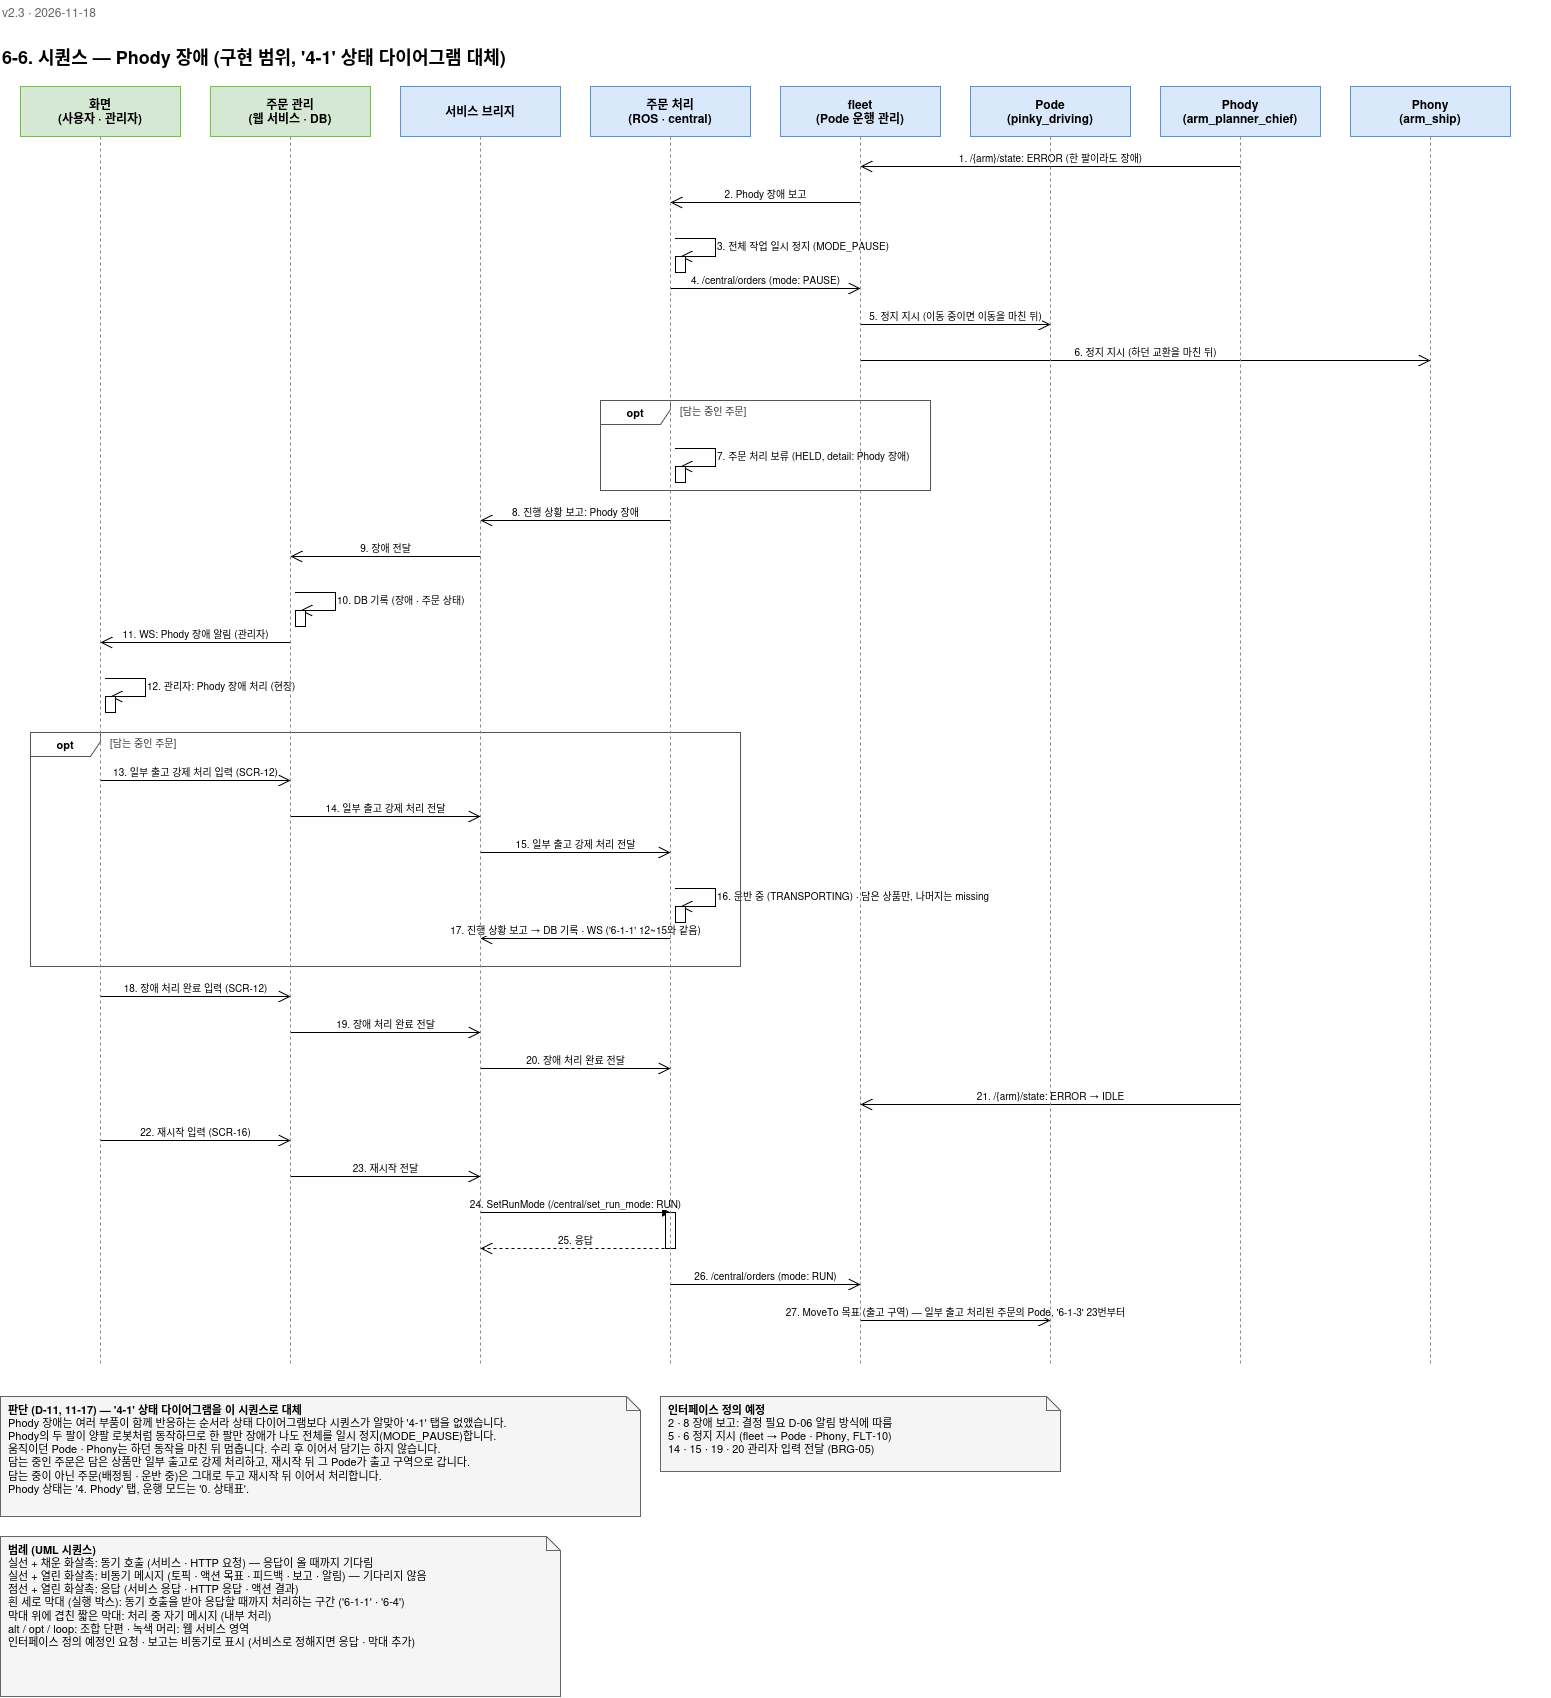 v2.3 · 2026-11-18
6-6. 시퀀스 — Phody 장애 (구현 범위, '4-1' 상태 다이어그램 대체)
화면
(사용자 · 관리자)
주문 관리
(웹 서비스 · DB)
서비스 브리지
주문 처리
(ROS · central)
fleet
(Pode 운행 관리)
Pode
(pinky_driving)
Phody
(arm_planner_chief)
Phony
(arm_ship)
1. /{arm}/state: ERROR (한 팔이라도 장애)
2. Phody 장애 보고
3. 전체 작업 일시 정지 (MODE_PAUSE)
4. /central/orders (mode: PAUSE)
5. 정지 지시 (이동 중이면 이동을 마친 뒤)
6. 정지 지시 (하던 교환을 마친 뒤)
opt
[담는 중인 주문]
7. 주문 처리 보류 (HELD, detail: Phody 장애)
8. 진행 상황 보고: Phody 장애
9. 장애 전달
10. DB 기록 (장애 · 주문 상태)
11. WS: Phody 장애 알림 (관리자)
12. 관리자: Phody 장애 처리 (현장)
opt
[담는 중인 주문]
13. 일부 출고 강제 처리 입력 (SCR-12)
14. 일부 출고 강제 처리 전달
15. 일부 출고 강제 처리 전달
16. 운반 중 (TRANSPORTING) · 담은 상품만, 나머지는 missing
17. 진행 상황 보고 → DB 기록 · WS ('6-1-1' 12~15와 같음)
18. 장애 처리 완료 입력 (SCR-12)
19. 장애 처리 완료 전달
20. 장애 처리 완료 전달
21. /{arm}/state: ERROR → IDLE
22. 재시작 입력 (SCR-16)
23. 재시작 전달
24. SetRunMode (/central/set_run_mode: RUN)
25. 응답
26. /central/orders (mode: RUN)
27. MoveTo 목표 (출고 구역) — 일부 출고 처리된 주문의 Pode, '6-1-3' 23번부터
판단 (D-11, 11-17) — '4-1' 상태 다이어그램을 이 시퀀스로 대체
Phody 장애는 여러 부품이 함께 반응하는 순서라 상태 다이어그램보다 시퀀스가 알맞아 '4-1' 탭을 없앴습니다.
Phody의 두 팔이 양팔 로봇처럼 동작하므로 한 팔만 장애가 나도 전체를 일시 정지(MODE_PAUSE)합니다.
움직이던 Pode · Phony는 하던 동작을 마친 뒤 멈춥니다. 수리 후 이어서 담기는 하지 않습니다.
담는 중인 주문은 담은 상품만 일부 출고로 강제 처리하고, 재시작 뒤 그 Pode가 출고 구역으로 갑니다.
담는 중이 아닌 주문(배정됨 · 운반 중)은 그대로 두고 재시작 뒤 이어서 처리합니다.
Phody 상태는 '4. Phody' 탭, 운행 모드는 '0. 상태표'.
인터페이스 정의 예정
2 · 8 장애 보고: 결정 필요 D-06 알림 방식에 따름
5 · 6 정지 지시 (fleet → Pode · Phony, FLT-10)
14 · 15 · 19 · 20 관리자 입력 전달 (BRG-05)
범례 (UML 시퀀스)
실선 + 채운 화살촉: 동기 호출 (서비스 · HTTP 요청) — 응답이 올 때까지 기다림
실선 + 열린 화살촉: 비동기 메시지 (토픽 · 액션 목표 · 피드백 · 보고 · 알림) — 기다리지 않음
점선 + 열린 화살촉: 응답 (서비스 응답 · HTTP 응답 · 액션 결과)
흰 세로 막대 (실행 박스): 동기 호출을 받아 응답할 때까지 처리하는 구간 ('6-1-1' · '6-4')
막대 위에 겹친 짧은 막대: 처리 중 자기 메시지 (내부 처리)
alt / opt / loop: 조합 단편 · 녹색 머리: 웹 서비스 영역
인터페이스 정의 예정인 요청 · 보고는 비동기로 표시 (서비스로 정해지면 응답 · 막대 추가)